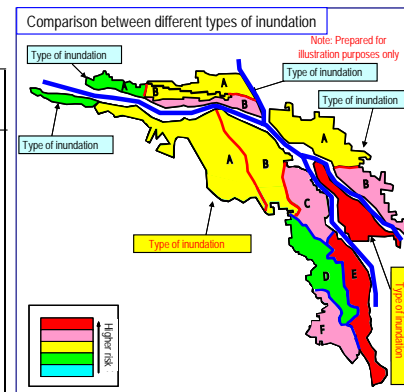 Comparison between different types of inundation
Note: Prepared for
illustration purposes only
Type of inundation
Type of inundation
Type of inundation
Type of inundation
A
B
A
B
A
B
A
B
C
D
E
F
Type of inundation
Type of inundation
Higher risk